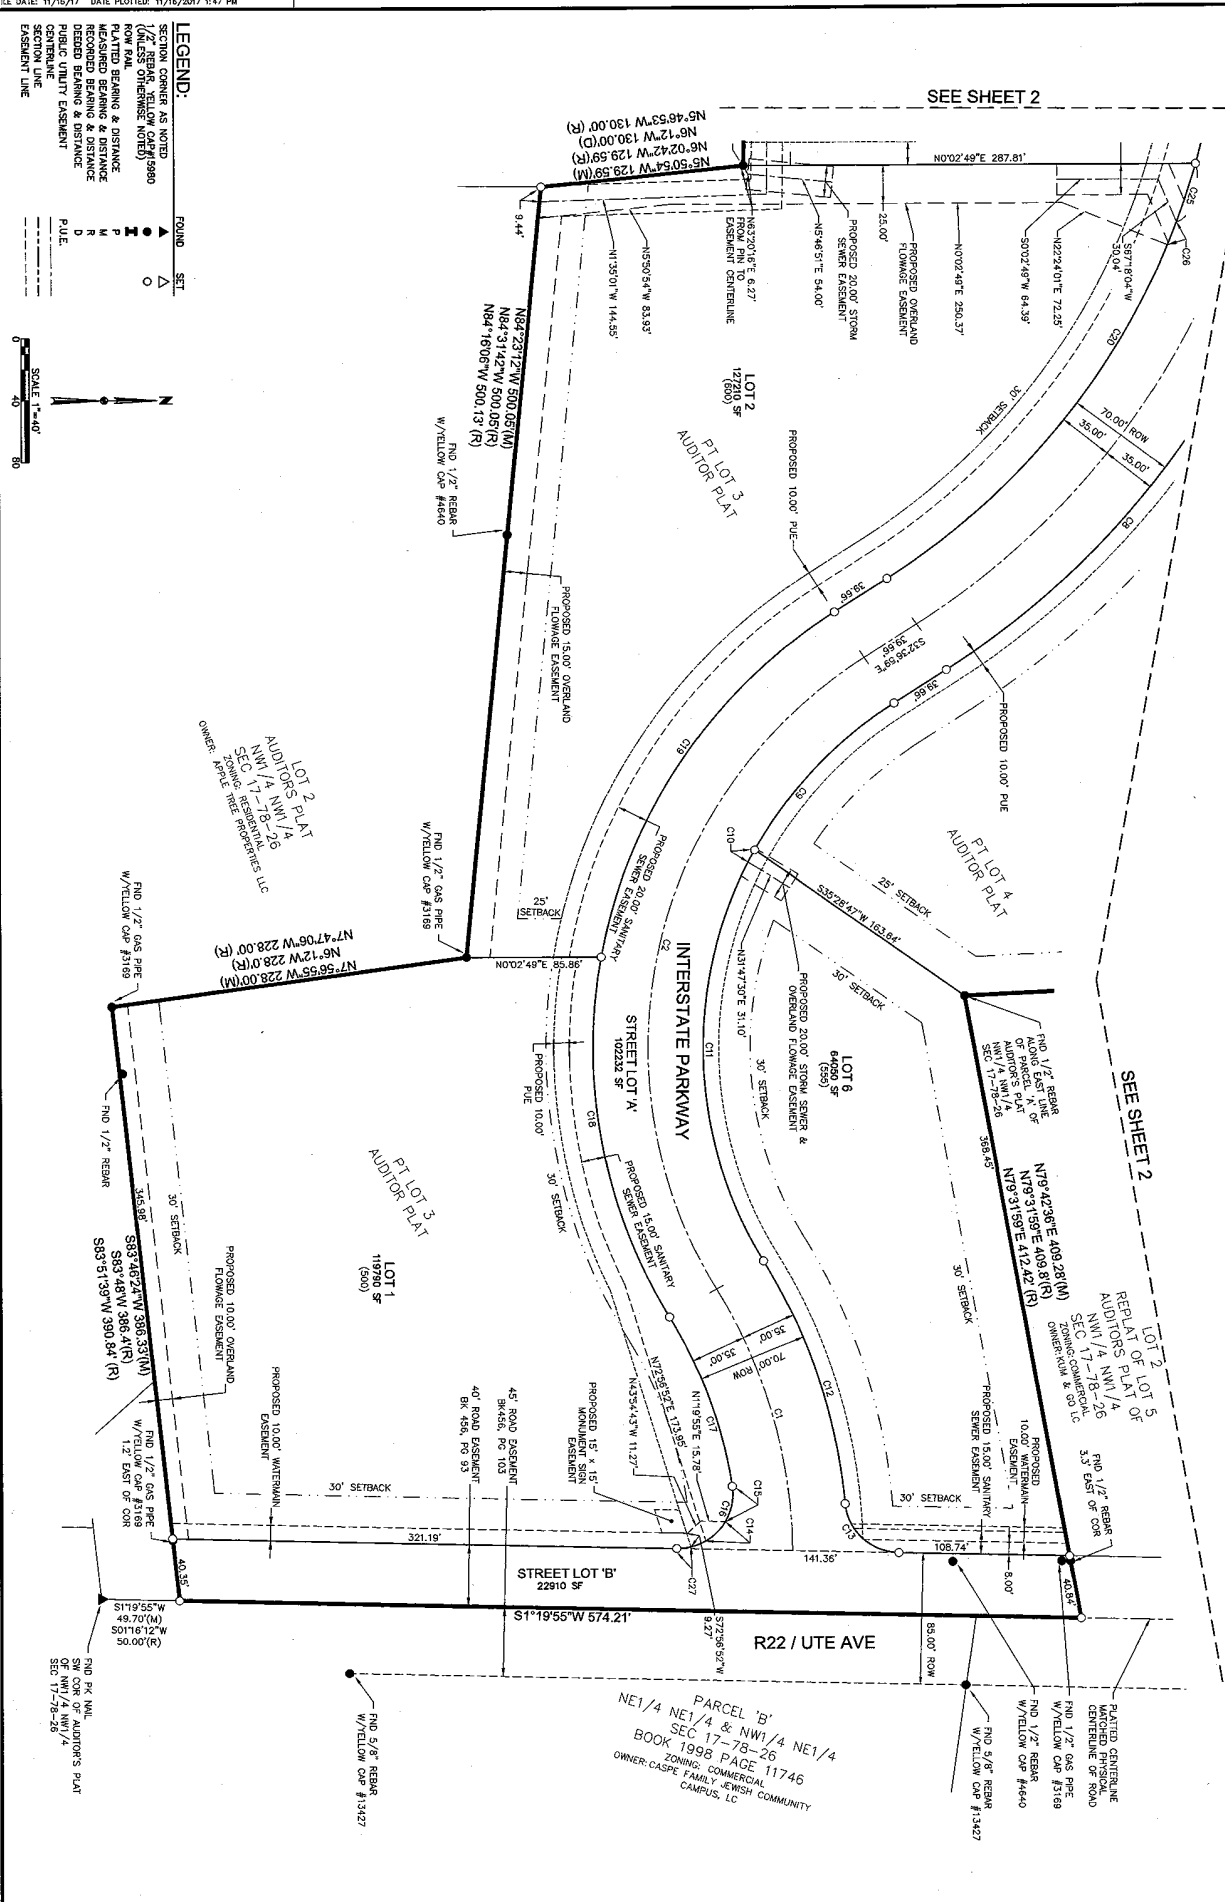 CE DATE: 11/16/17 DATE PLOTTED: 11/16/2017 1:47 PM
LEGEND:
FOUND
SET
SECTION CORNER AS NOTED
1/2" REBAR, YELLOW CAP #15980
(UNLESS OTHERWISE NOTED)
ROW RAIL
PLATTED BEARING & DISTANCE
P
MEASURED BEARING & DISTANCE
M
RECORDED BEARING & DISTANCE
R
DEEDED BEARING & DISTANCE
D
PUBLIC UTILITY EASEMENT
P.U.E.
CENTERLINE
SECTION LINE
EASEMENT LINE
N
SCALE 1"=40'
0
40
80
SEE SHEET 2
N5°50'54"W 129.59'(M)
N6°02'42"W 129.59'(R)
N6°12'W 130.00'(D)
N5°46'53"W 130.00' (R)
N0°02'49"E 287.81'
C25
C26
S67°18'04"W
30.04'
N22°24'01"E 72.25'
S0°02'49"W 64.39'
N0°02'49"E 250.37'
PROPOSED OVERLAND
FLOWAGE EASEMENT
25.00'
PROPOSED 20.00' STORM
SEWER EASEMENT
N5°46'51"E 54.00'
N63°20'16"E 6.27'
FROM PIN TO
EASEMENT CENTERLINE
N5°50'54"W 83.93'
N1°35'01"W 144.55'
9.44'
N84°23'12"W 500.05'(M)
N84°31'42"W 500.05'(R)
N84°16'06"W 500.13' (R)
LOT 2
127210 SF
(600)
PT LOT 3
AUDITOR PLAT
30' SETBACK
C20
70.00' ROW
35.00'
35.00'
C8
PROPOSED 10.00' PUE
FND 1/2" REBAR
W/YELLOW CAP #4640
39.66'
S32°36'59"E
39.66'
39.66'
PROPOSED 10.00' PUE
PROPOSED 15.00' OVERLAND
FLOWAGE EASEMENT
C19
C9
C10
PT LOT 4
AUDITOR PLAT
25' SETBACK
S35°28'47"W 163.64'
LOT 2
AUDITORS PLAT
NW1/4 NW1/4
SEC 17-78-26
ZONING: RESIDENTIAL
OWNER: APPLE TREE PROPERTIES LLC
FND 1/2" GAS PIPE
W/YELLOW CAP #3169
PROPOSED 20.00' SANITARY
SEWER EASEMENT
25'
SETBACK
C2
N31°47'30"E 31.10'
PROPOSED 20.00' STORM SEWER &
OVERLAND FLOWAGE EASEMENT
30' SETBACK
N0°02'49"E 85.86'
INTERSTATE PARKWAY
N7°56'55"W 228.00'(M)
N6°12'W 228.0'(R)
N7°47'06"W 228.00' (R)
FND 1/2" GAS PIPE
W/YELLOW CAP #3169
STREET LOT 'A'
102232 SF
C11
30' SETBACK
LOT 6
64050 SF
(555)
FND 1/2" REBAR
ALONG EAST LINE
OF PARCEL 'A' OF
AUDITOR'S PLAT
NW1/4 NW1/4
SEC 17-78-26
SEE SHEET 2
368.45'
N79°42'36"E 409.28'(M)
N79°31'59"E 409.8'(R)
N79°31'59"E 412.42' (R)
FND 1/2" REBAR
PROPOSED 10.00'
PUE
C18
PROPOSED 15.00' SANITARY
SEWER EASEMENT
30' SETBACK
PT LOT 3
AUDITOR PLAT
LOT 1
119790 SF
(500)
345.98'
30' SETBACK
S83°46'24"W 386.33'(M)
S83°48'W 386.4'(R)
S83°51'39"W 390.84' (R)
PROPOSED 10.00' OVERLAND
FLOWAGE EASEMENT
30' SETBACK
LOT 2
REPLAT OF LOT 5
AUDITORS PLAT OF
NW1/4 NW1/4
SEC 17-78-26
ZONING: COMMERCIAL
OWNER: KUM & GO LC
35.00'
35.00'
70.00' ROW
C12
C1
C17
N1°19'55"E 15.78'
N72°56'52"E 173.95'
N43°54'43"W 11.27'
PROPOSED 15' x 15'
MONUMENT SIGN
EASEMENT
45' ROAD EASEMENT
BK456, PG 103
40' ROAD EASEMENT
BK 456, PG 93
PROPOSED 10.00' WATERMAIN
EASEMENT
FND 1/2" GAS PIPE
W/YELLOW CAP #3169
1.2' EAST OF COR
PROPOSED 15.00' SANITARY
SEWER EASEMENT
PROPOSED
10.00' WATERMAIN
EASEMENT
FND 1/2" REBAR
3.3' EAST OF COR
30' SETBACK
30' SETBACK
C15
C16
C14
C13
C27
321.19'
141.36'
108.74'
8.00'
40.35'
40.84'
STREET LOT 'B'
22910 SF
S1°19'55"W 574.21'
S72°56'52"W
9.27'
R22 / UTE AVE
85.00' ROW
S1°19'55"W
49.70'(M)
S01°16'12"W
50.00'(R)
FND PK NAIL
SW COR OF AUDITOR'S PLAT
OF NW1/4 NW1/4
SEC 17-78-26
FND 5/8" REBAR
W/YELLOW CAP #13427
PARCEL 'B'
NE1/4 NE1/4 & NW1/4 NE1/4
SEC 17-78-26
BOOK 1998 PAGE 11746
ZONING: COMMERCIAL
OWNER: CASPE FAMILY JEWISH COMMUNITY
CAMPUS, LC
FND 5/8" REBAR
W/YELLOW CAP #13427
FND 1/2" REBAR
W/YELLOW CAP #4640
FND 1/2" GAS PIPE
W/YELLOW CAP #3169
PLATTED CENTERLINE
MATCHED PHYSICAL
CENTERLINE OF ROAD